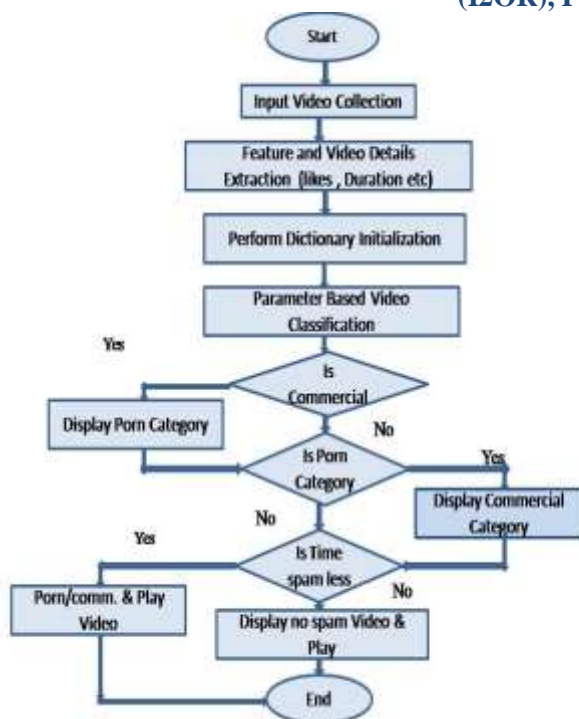 Start
Input Video Collection
Feature and Video Details
Extraction (likes , Duration etc)
Perform Dictionary Initialization
Parameter Based Video
Classification
Yes
Is
Commercial
Display Porn Category
No
Is Porn
Category
Yes
Display Commercial
Category
No
Yes
Is Time
spam less
No
Porn/comm. & Play
Video
Display no spam Video &
Play
End